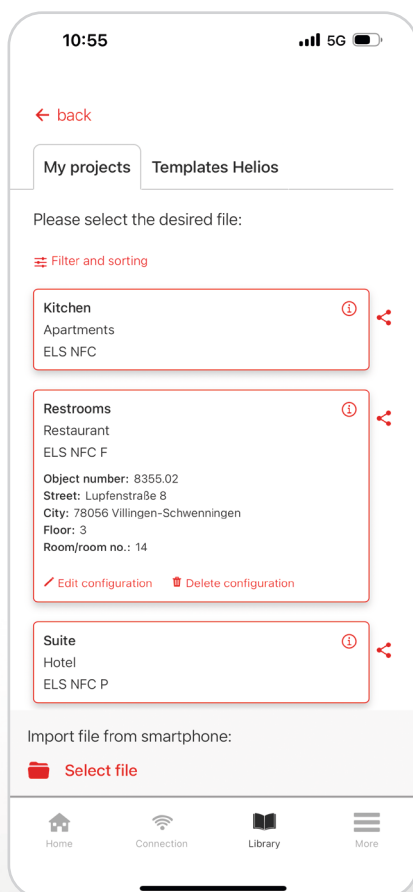 10:55 5G
← back
My projects Templates Helios
Please select the desired file:
Filter and sorting
Kitchen
Apartments
ELS NFC
Restrooms
Restaurant
ELS NFC F
Object number: 8355.02
Street: Lupfenstraße 8
City: 78056 Villingen-Schwenningen
Floor: 3
Room/room no.: 14
Edit configuration Delete configuration
Suite
Hotel
ELS NFC P
Import file from smartphone:
Select file
Home Connection Library More